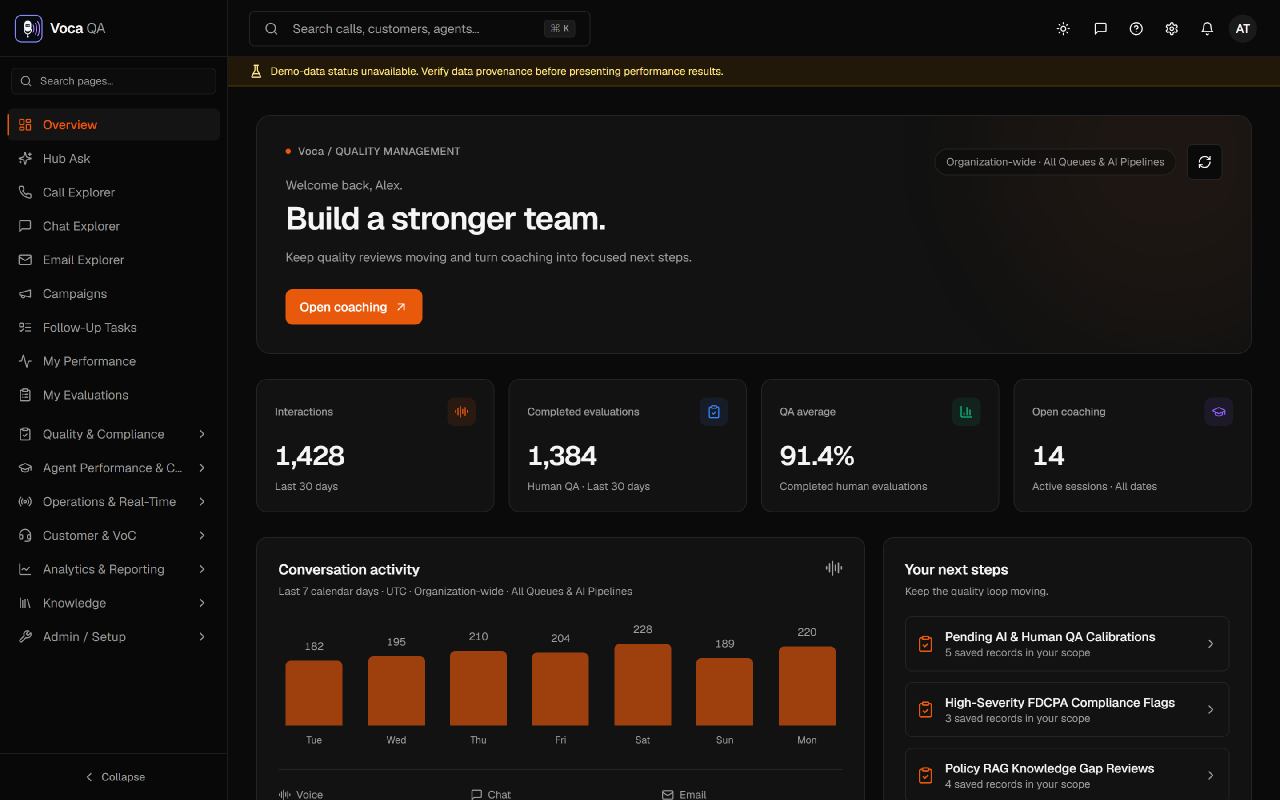 Voca QA
Search calls, customers, agents...
⌘ K
AT
Search pages...
Demo-data status unavailable. Verify data provenance before presenting performance results.
Overview
Hub Ask
Call Explorer
Chat Explorer
Email Explorer
Campaigns
Follow-Up Tasks
My Performance
My Evaluations
Quality & Compliance
Agent Performance & C...
Operations & Real-Time
Customer & VoC
Analytics & Reporting
Knowledge
Admin / Setup
Collapse
Voca / QUALITY MANAGEMENT
Organization-wide · All Queues & AI Pipelines
Welcome back, Alex.
Build a stronger team.
Keep quality reviews moving and turn coaching into focused next steps.
Open coaching
Interactions
1,428
Last 30 days
Completed evaluations
1,384
Human QA · Last 30 days
QA average
91.4%
Completed human evaluations
Open coaching
14
Active sessions · All dates
Conversation activity
Last 7 calendar days · UTC · Organization-wide · All Queues & AI Pipelines
182 195 210 204 228 189 220
Tue Wed Thu Fri Sat Sun Mon
Voice Chat Email
Your next steps
Keep the quality loop moving.
Pending AI & Human QA Calibrations
5 saved records in your scope
High-Severity FDCPA Compliance Flags
3 saved records in your scope
Policy RAG Knowledge Gap Reviews
4 saved records in your scope